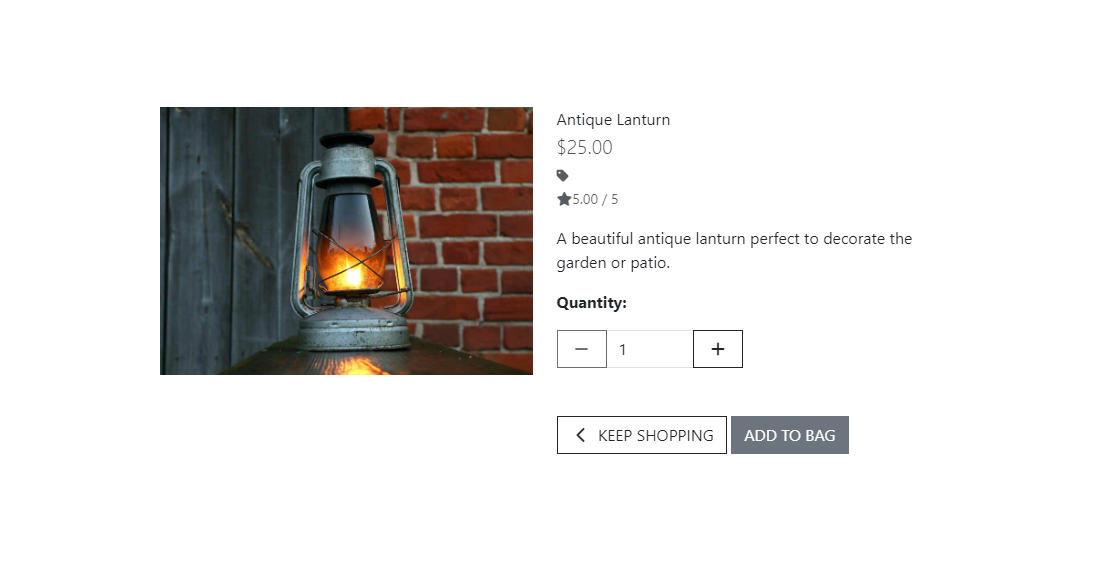 Antique Lanturn
$25.00
5.00 / 5
A beautiful antique lanturn perfect to decorate the
garden or patio.
Quantity:
1
KEEP SHOPPING ADD TO BAG